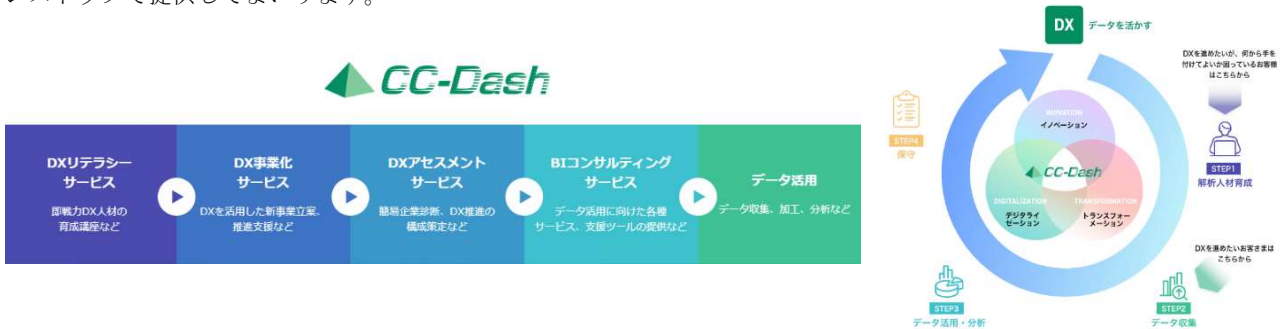 ンストップで提供してまいります。
CC-Dash
DXリテラシー
サービス
即戦力DX人材の
育成講座など
DX事業化
サービス
DXを活用した新事業立案、
推進支援など
DXアセスメント
サービス
簡易企業診断、DX推進の
構成策定など
BIコンサルティング
サービス
データ活用に向けた各種
サービス、支援ツールの提供など
データ活用
データ収集、加工、分析など
DX データを活かす
DXを進めたいが、何から手を
付けてよいか困っているお客様
はこちらから
STEP1
解析人材育成
DXを進めたいお客さまは
こちらから
STEP2
データ収集
STEP3
データ活用・分析
STEP4
保守
INOVATION
イノベーション
CC-Dash
DIGITALIZATION
デジタライ
ゼーション
TRANSFORMATION
トランスフォー
メーション